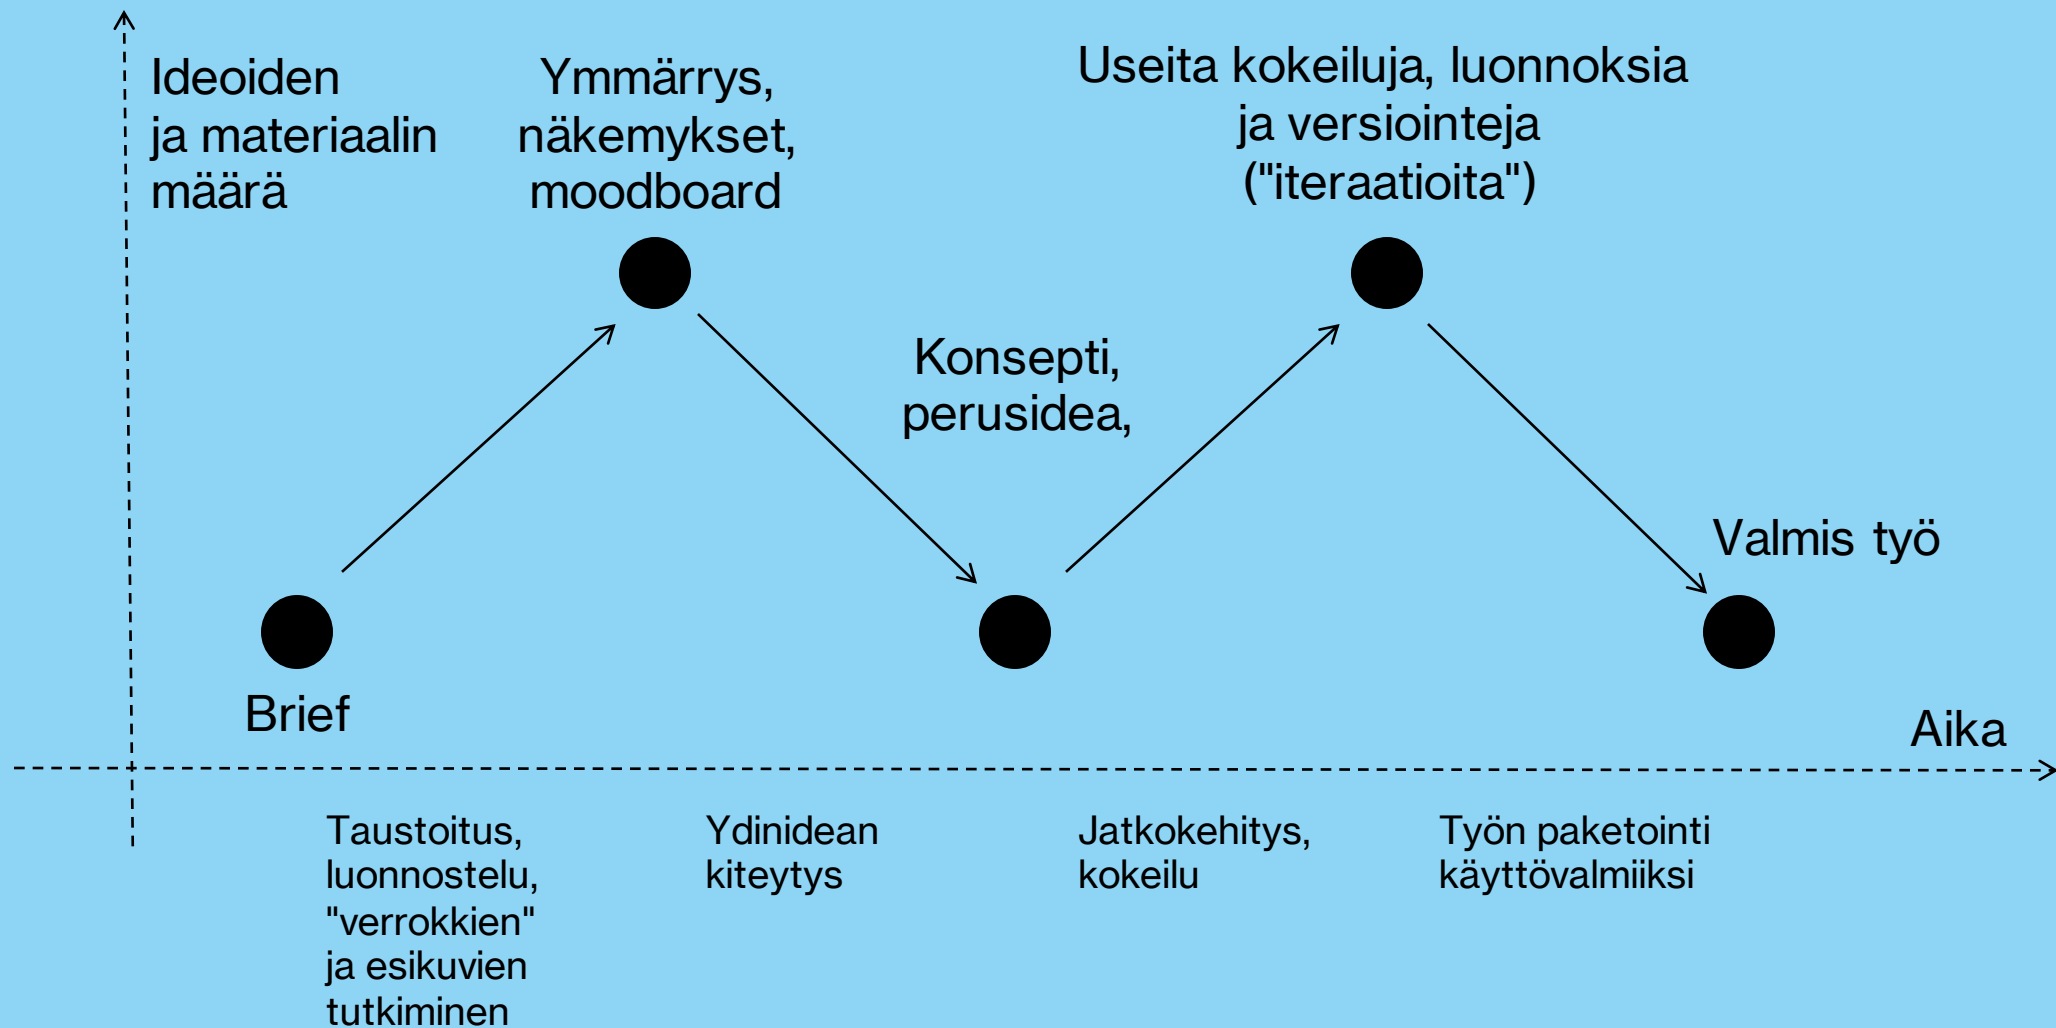 Ideoiden
ja materiaalin
määrä
Ymmärrys,
näkemykset,
moodboard
Useita kokeiluja, luonnoksia
ja versiointeja
("iteraatioita")
Konsepti,
perusidea,
Valmis työ
Brief
Aika
Taustoitus,
luonnostelu,
"verrokkien"
ja esikuvien
tutkiminen
Ydinidean
kiteytys
Jatkokehitys,
kokeilu
Työn paketointi
käyttövalmiiksi